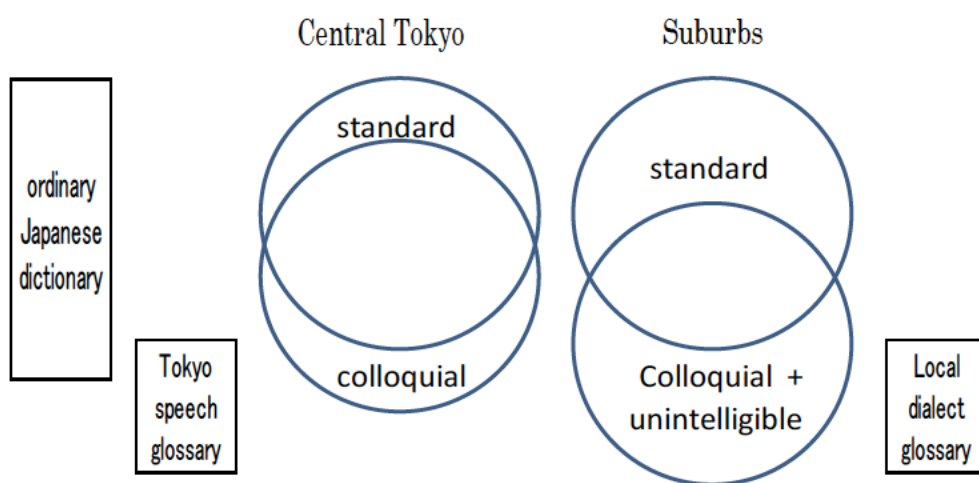 Central Tokyo
Suburbs
standard
standard
ordinary
Japanese
dictionary
Tokyo
speech
glossary
colloquial
Colloquial +
unintelligible
Local
dialect
glossary